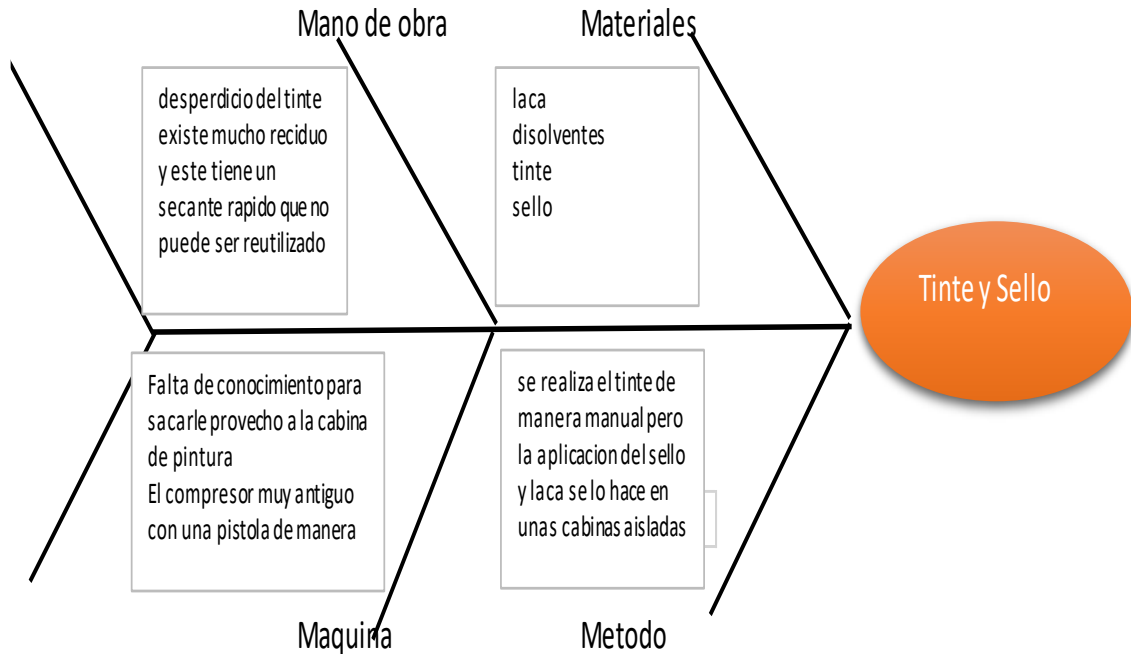 Mano de obra
Materiales
desperdicio del tinte
existe mucho reciduo
y este tiene un
secante rapido que no
puede ser reutilizado
laca
disolventes
tinte
sello
Tinte y Sello
Falta de conocimiento para
sacarle provecho a la cabina
de pintura
El compresor muy antiguo
con una pistola de manera
se realiza el tinte de
manera manual pero
la aplicacion del sello
y laca se lo hace en
unas cabinas aisladas
Maquina
Metodo